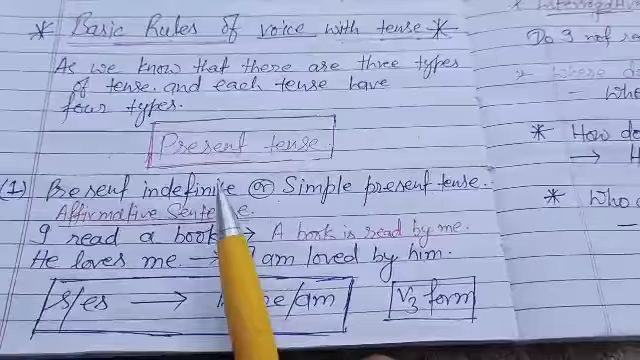 * Basic Rules of voice with tense *
As we know that there are three types
of tense. and each tense have
four types.
Present tense
(1) Present indefinite or Simple present tense.
Affirmative Sentence.
I read a book → A book is read by me.
He loves me. → I am loved by him.
s/es → /am V3 form
Do I not
*
*
How do
→ H
* Who